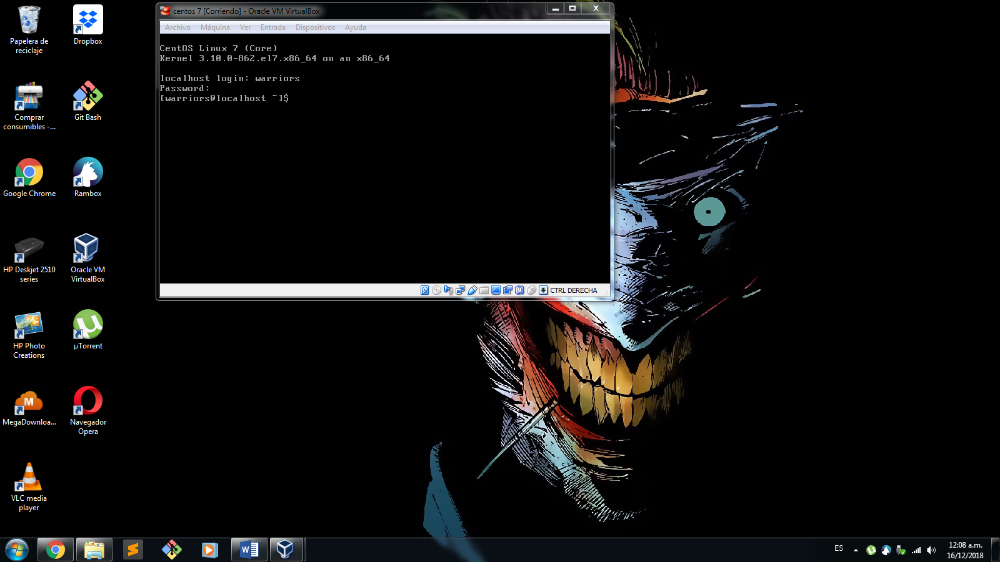 Papelera de
reciclaje
Dropbox
Comprar
consumibles -...
Git Bash
Google Chrome
Rambox
HP Deskjet 2510
series
Oracle VM
VirtualBox
HP Photo
Creations
µTorrent
MegaDownloa...
Navegador
Opera
VLC media
player
centos 7 [Corriendo] - Oracle VM VirtualBox
Archivo Máquina Ver Entrada Dispositivos Ayuda
CentOS Linux 7 (Core)
Kernel 3.10.0-862.el7.x86_64 on an x86_64
localhost login: warriors
Password:
[warriors@localhost ~]$
CTRL DERECHA
ES
12:08 a.m.
16/12/2018